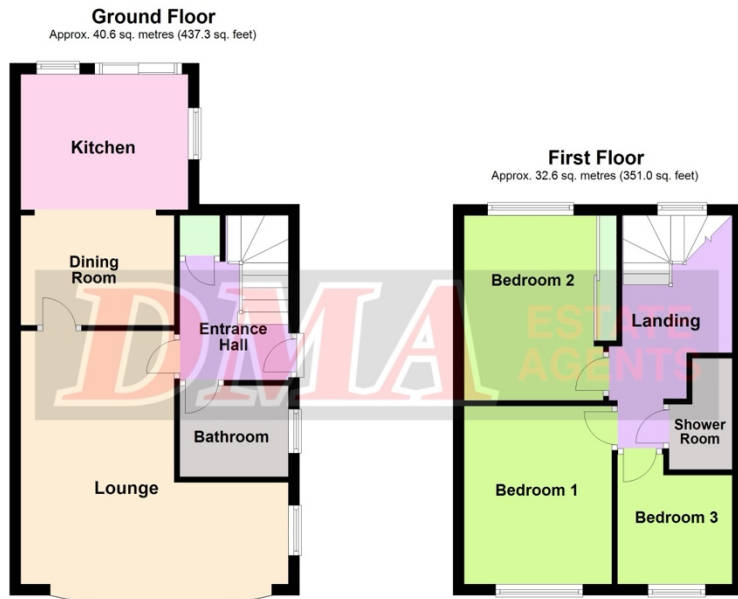 Ground Floor
Approx. 40.6 sq. metres (437.3 sq. feet)
Kitchen
Dining
Room
Entrance
Hall
Bathroom
Lounge
First Floor
Approx. 32.6 sq. metres (351.0 sq. feet)
Bedroom 2
Landing
Shower
Room
Bedroom 1
Bedroom 3
DMA
ESTATE
AGENTS